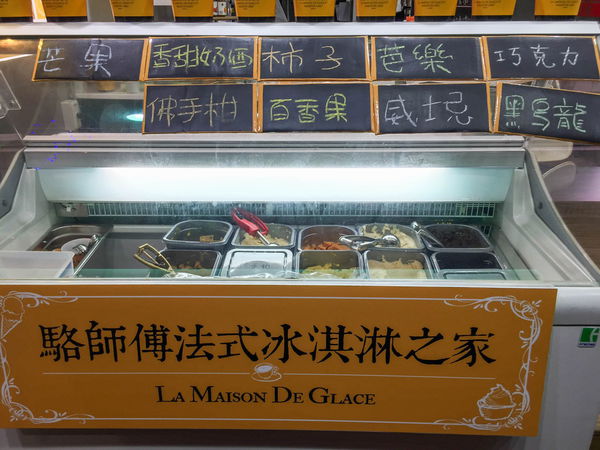 芒果 香甜奶酒 柿子 芭樂 巧克力
佛手柑 百香果 威士忌 黑烏龍
駱師傅法式冰淇淋之家
LA MAISON DE GLACE